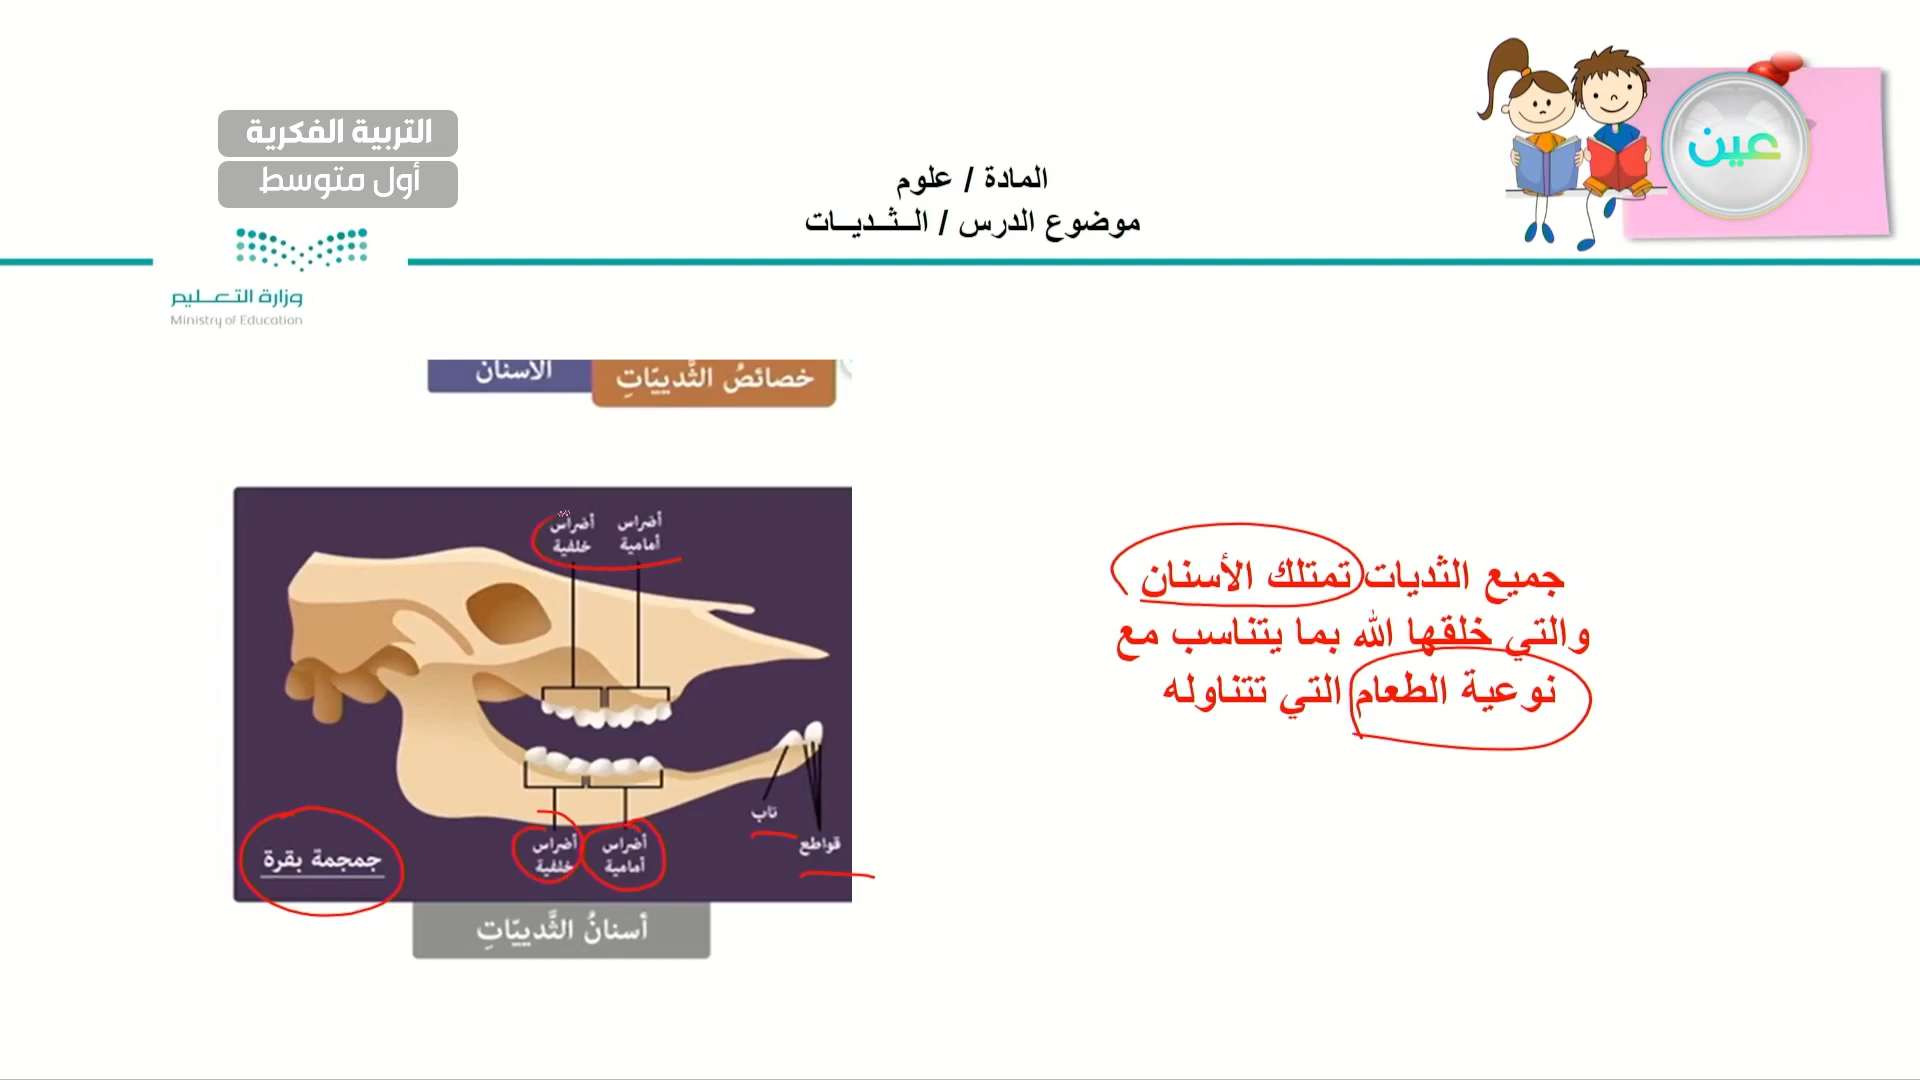 التربية الفكرية
أول متوسط
المادة / علوم
موضوع الدرس / الـــثـــديـــات
عين
وزارة التعـــليم
Ministry of Education
خصائصُ الثَّدييّاتِ
الأسنان
أضراس خلفية
أضراس أمامية
ناب
قواطع
أضراس خلفية
أضراس أمامية
جمجمة بقرة
أسنانُ الثَّدييّاتِ
جميع الثديات تمتلك الأسنان
والتي خلقها الله بما يتناسب مع
نوعية الطعام التي تتناوله